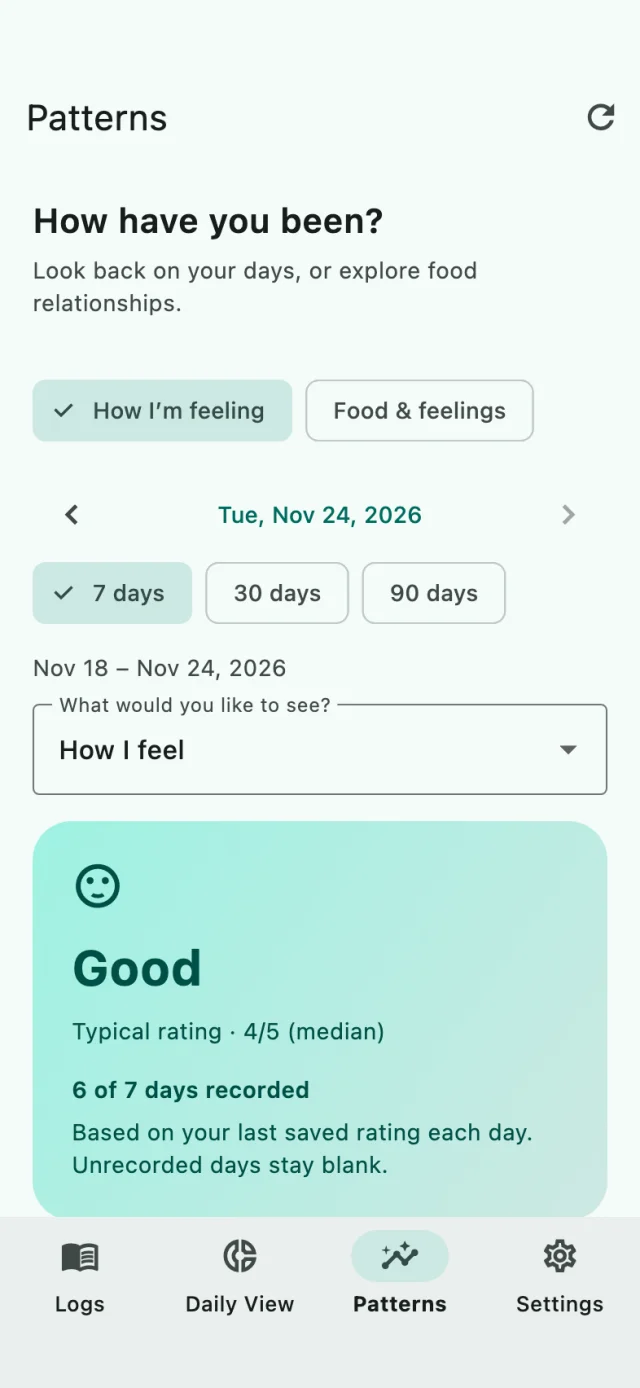 Patterns
How have you been?
Look back on your days, or explore food
relationships.
How I’m feeling
Food & feelings
Tue, Nov 24, 2026
7 days
30 days
90 days
Nov 18 – Nov 24, 2026
What would you like to see?
How I feel
Good
Typical rating · 4/5 (median)
6 of 7 days recorded
Based on your last saved rating each day.
Unrecorded days stay blank.
Logs
Daily View
Patterns
Settings